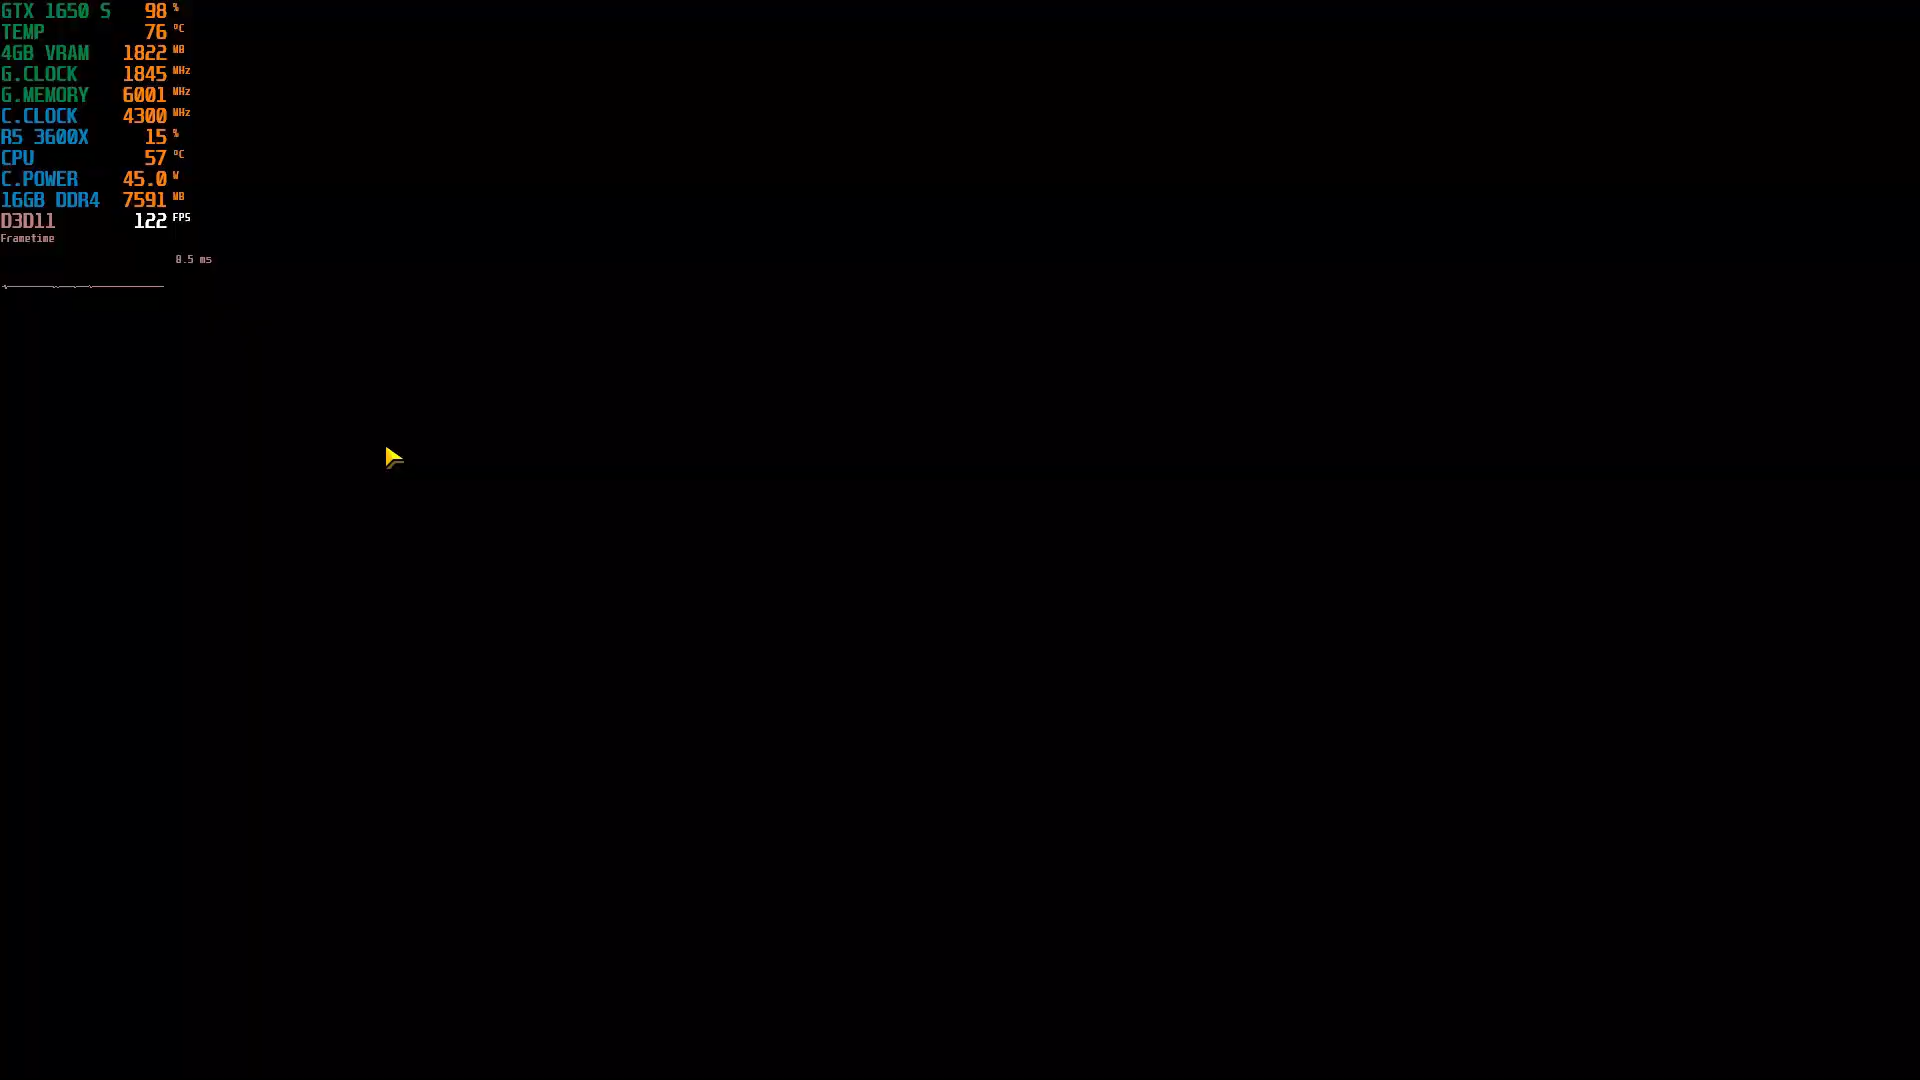 GTX 1650 S 98 %
TEMP 76 °C
4GB VRAM 1822 MB
G.CLOCK 1845 MHz
G.MEMORY 6001 MHz
C.CLOCK 4300 MHz
R5 3600X 15 %
CPU 57 °C
C.POWER 45.0 W
16GB DDR4 7591 MB
D3D11 122 FPS
Frametime
8.5 ms